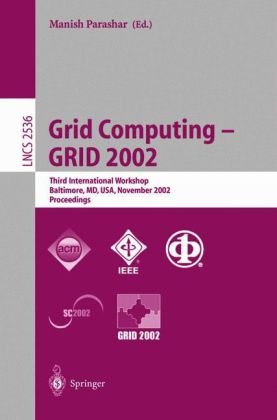 Manish Parashar (Ed.)
LNCS 2536
Grid Computing –
GRID 2002
Third International Workshop
Baltimore, MD, USA, November 2002
Proceedings
acm
IEEE
SC2002
GRID 2002
Springer